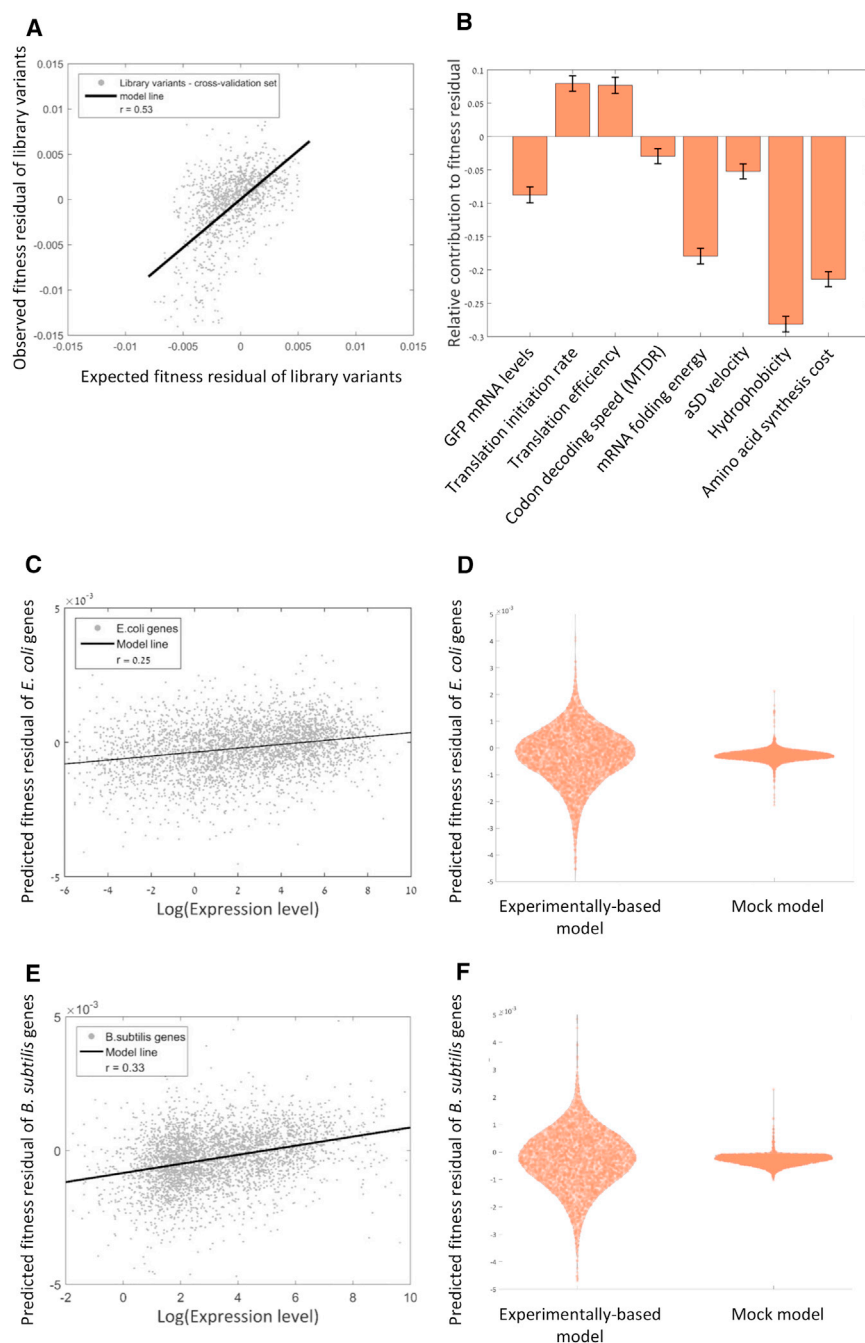 A
Observed fitness residual of library variants
0.015
0.01
0.005
0
-0.005
-0.01
-0.015
Library variants - cross-validation set
model line
r = 0.53
-0.015 -0.01 -0.005 0 0.005 0.01 0.015
Expected fitness residual of library variants
B
Relative contribution to fitness residual
0.1
0.05
0
-0.05
-0.1
-0.15
-0.2
-0.25
-0.3
GFP mRNA levels
Translation initiation rate
Translation efficiency
Codon decoding speed (MTDR)
mRNA folding energy
aSD velocity
Hydrophobicity
Amino acid synthesis cost
C
Predicted fitness residual of E. coli genes
×10-3
5
0
-5
E.coli genes
Model line
r = 0.25
-6 -4 -2 0 2 4 6 8 10
Log(Expression level)
D
Predicted fitness residual of E. coli genes
×10-3
5
4
3
2
1
0
-1
-2
-3
-4
-5
Experimentally-based
model
Mock model
E
Predicted fitness residual of B. subtilis genes
×10-3
5
0
-5
B.subtilis genes
Model line
r = 0.33
-2 0 2 4 6 8 10
Log(Expression level)
F
Predicted fitness residual of B. subtilis genes
×10-3
5
4
3
2
1
0
-1
-2
-3
-4
-5
Experimentally-based
model
Mock model